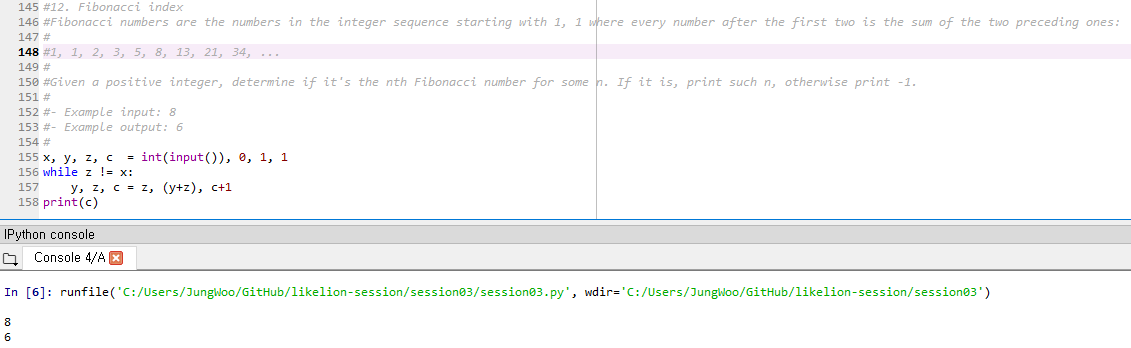 145 #12. Fibonacci index
146 #Fibonacci numbers are the numbers in the integer sequence starting with 1, 1 where every number after the first two is the sum of the two preceding ones:
147 #
148 #1, 1, 2, 3, 5, 8, 13, 21, 34, ...
149 #
150 #Given a positive integer, determine if it's the nth Fibonacci number for some n. If it is, print such n, otherwise print -1.
151 #
152 #- Example input: 8
153 #- Example output: 6
154 #
155 x, y, z, c  = int(input()), 0, 1, 1
156 while z != x:
157     y, z, c = z, (y+z), c+1
158 print(c)
IPython console
Console 4/A
In [6]: runfile('C:/Users/JungWoo/GitHub/likelion-session/session03/session03.py', wdir='C:/Users/JungWoo/GitHub/likelion-session/session03')
8
6